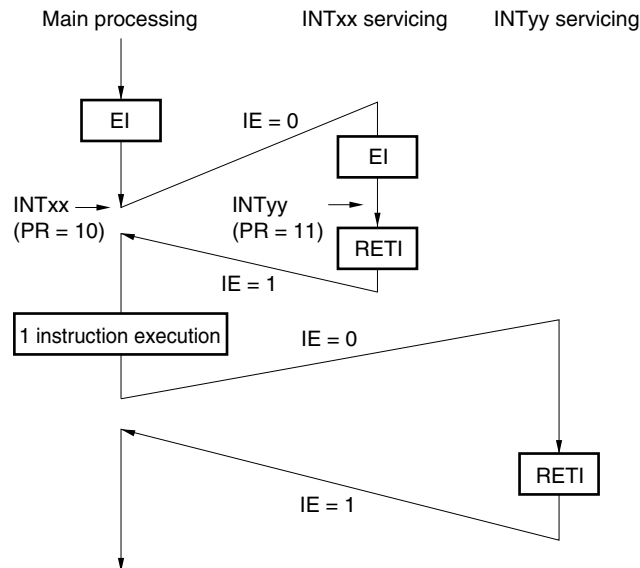 Main processing
INTxx servicing
INTyy servicing
EI
IE = 0
EI
INTxx
(PR = 10)
INTyy
(PR = 11)
RETI
IE = 1
1 instruction execution
IE = 0
RETI
IE = 1